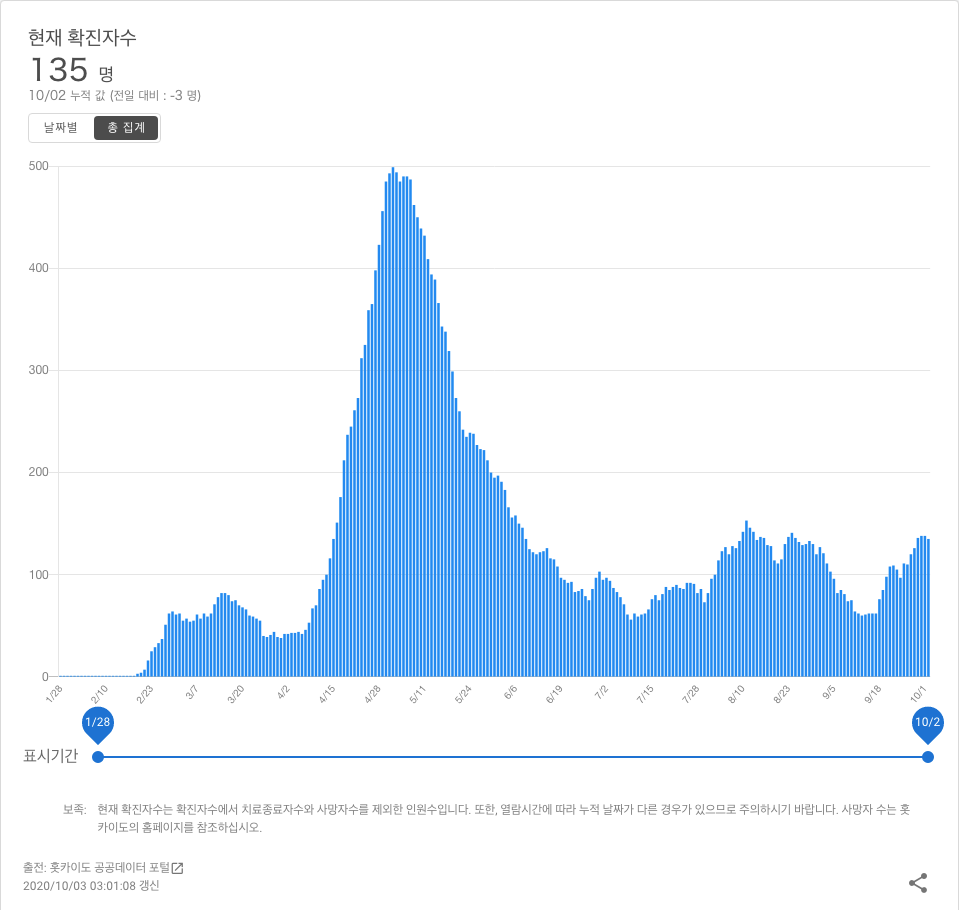 현재 확진자수
135 명
10/02 누적 값 (전일 대비 : -3 명)
날짜별 총 집계
500
400
300
200
100
0
1/28 2/10 2/23 3/7 3/20 4/2 4/15 4/28 5/11 5/24 6/6 6/19 7/2 7/15 7/28 8/10 8/23 9/5 9/18 10/1
1/28 10/2
표시기간
보족: 현재 확진자수는 확진자수에서 치료종료자수와 사망자수를 제외한 인원수입니다. 또한, 열람시간에 따라 누적 날짜가 다른 경우가 있으므로 주의하시기 바랍니다. 사망자 수는 홋
카이도의 홈페이지를 참조하십시오.
출전: 홋카이도 공공데이터 포털
2020/10/03 03:01:08 갱신